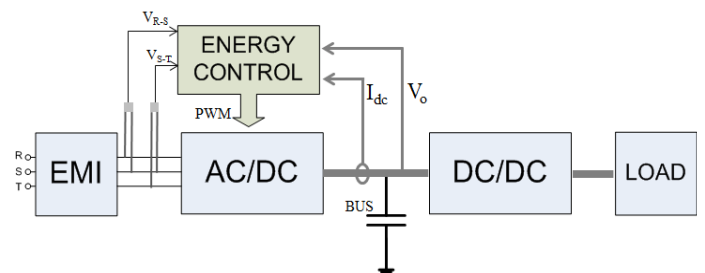 V_R-S
V_S-T
ENERGY
CONTROL
PWM
I_dc
V_o
R
S
T
EMI
AC/DC
BUS
DC/DC
LOAD